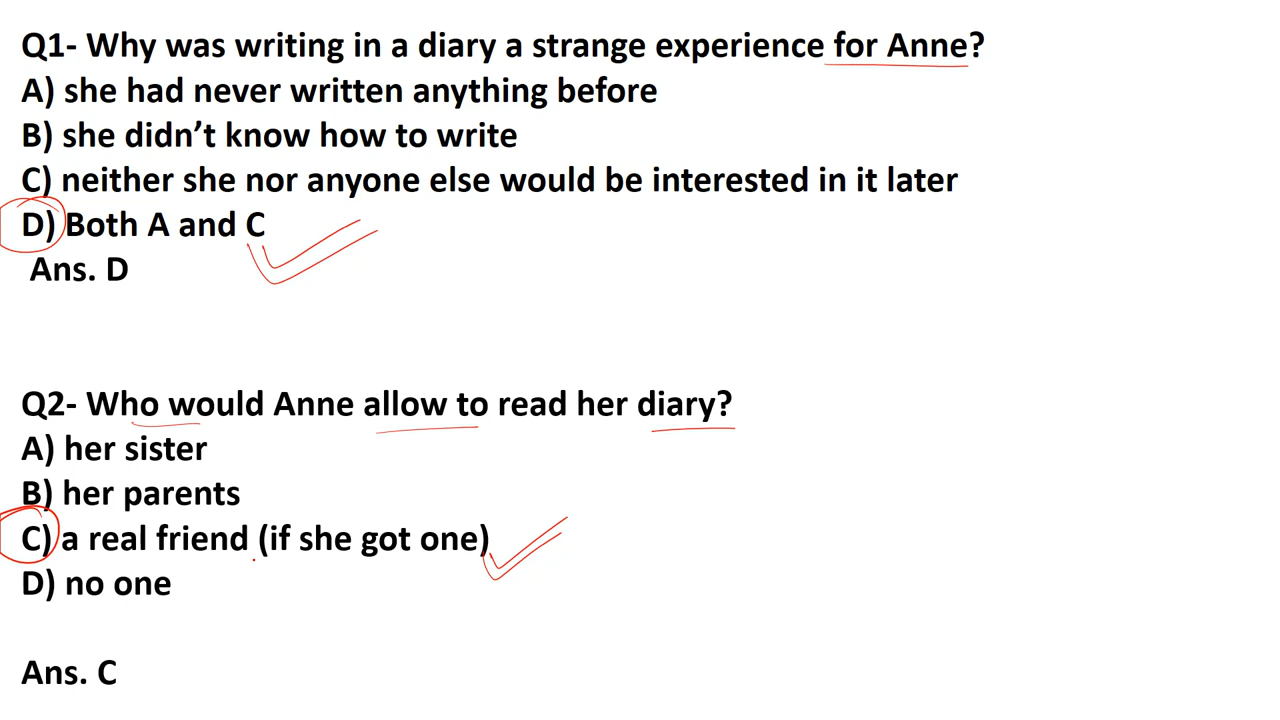 Q1- Why was writing in a diary a strange experience for Anne?
A) she had never written anything before
B) she didn’t know how to write
C) neither she nor anyone else would be interested in it later
D) Both A and C
Ans. D
Q2- Who would Anne allow to read her diary?
A) her sister
B) her parents
C) a real friend (if she got one)
D) no one
Ans. C